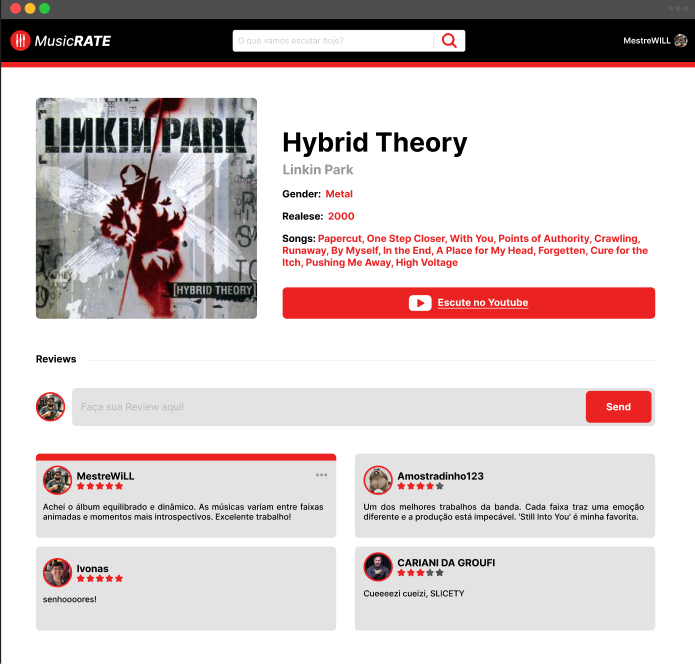 MusicRATE
O que vamos escutar hoje?
MestreWILL
LINKIN PARK
[HYBRID THEORY]
Hybrid Theory
Linkin Park
Gender: Metal
Realese: 2000
Songs: Papercut, One Step Closer, With You, Points of Authority, Crawling,
Runaway, By Myself, In the End, A Place for My Head, Forgotten, Cure for the
Itch, Pushing Me Away, High Voltage
Escute no Youtube
Reviews
Faça sua Review aqui!
Send
MestreWiLL
Achei o álbum equilibrado e dinâmico. As músicas variam entre faixas
animadas e momentos mais introspectivos. Excelente trabalho!
Amostradinho123
Um dos melhores trabalhos da banda. Cada faixa traz uma emoção
diferente e a produção está impecável. 'Still Into You' é minha favorita.
Ivonas
senhoooores!
CARIANI DA GROUFI
Cueeeezi cueizi, SLICETY